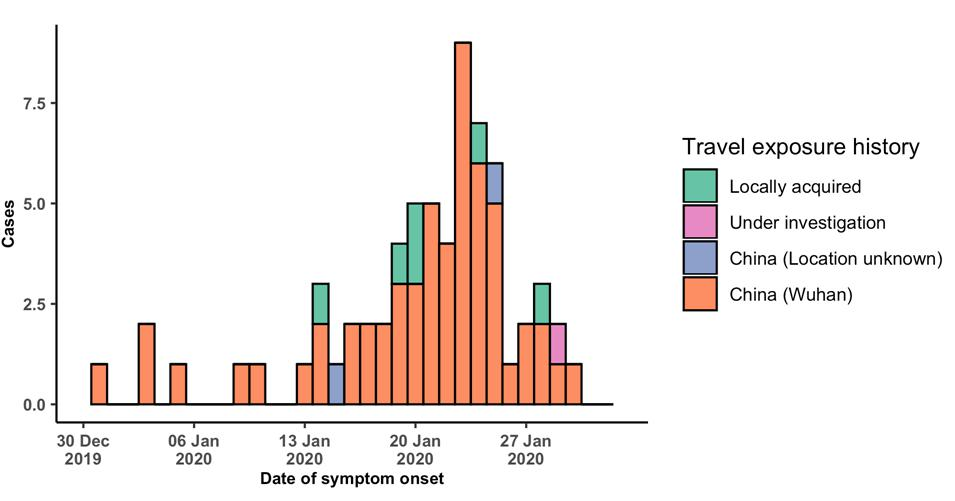 7.5
5.0
2.5
0.0
Cases
30 Dec 2019
06 Jan 2020
13 Jan 2020
20 Jan 2020
27 Jan 2020
Date of symptom onset
Travel exposure history
Locally acquired
Under investigation
China (Location unknown)
China (Wuhan)